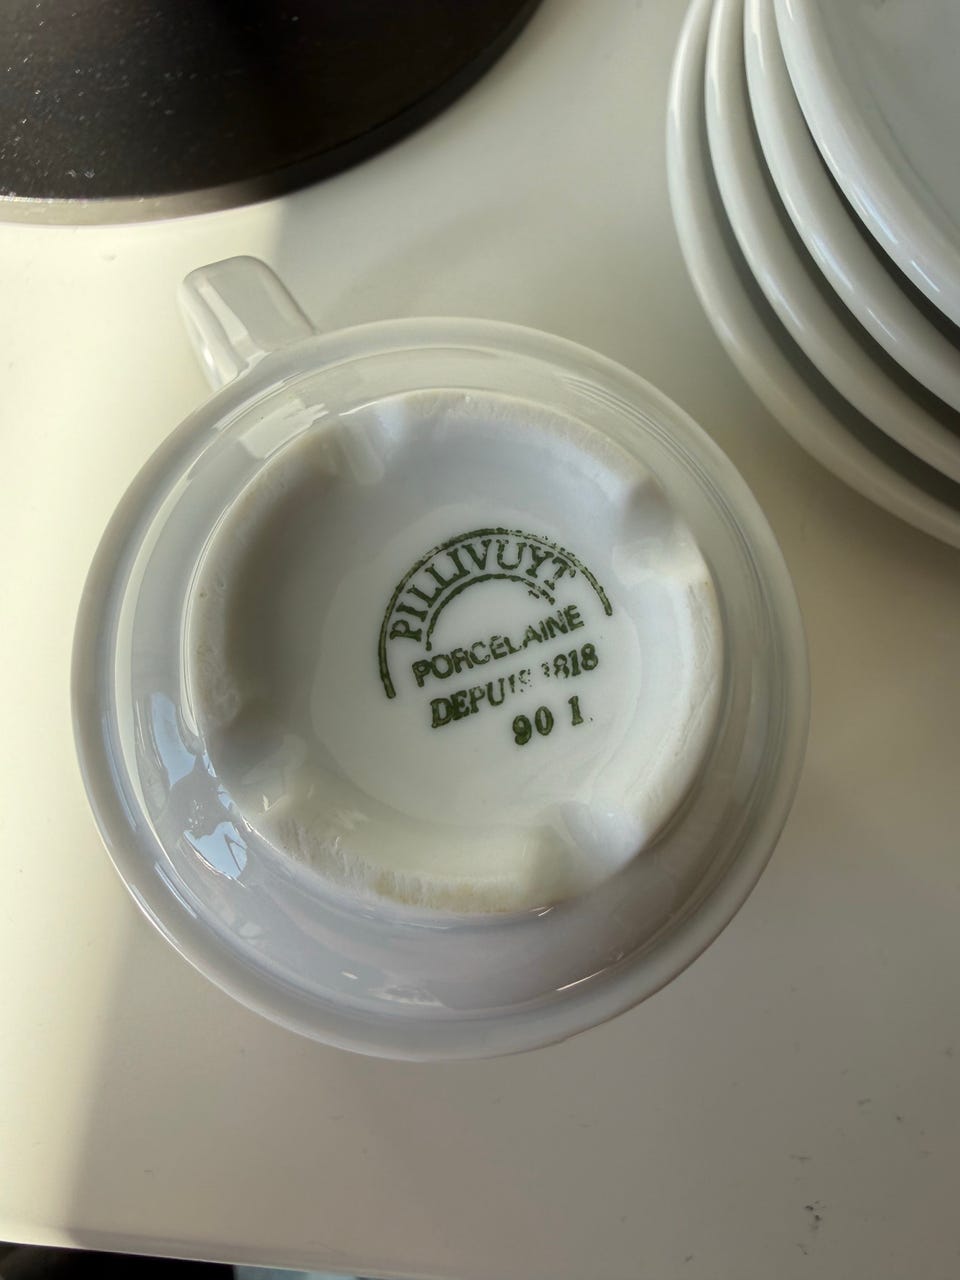 PILLIVUYT
PORCELAINE
DEPUIS 1818
90 1